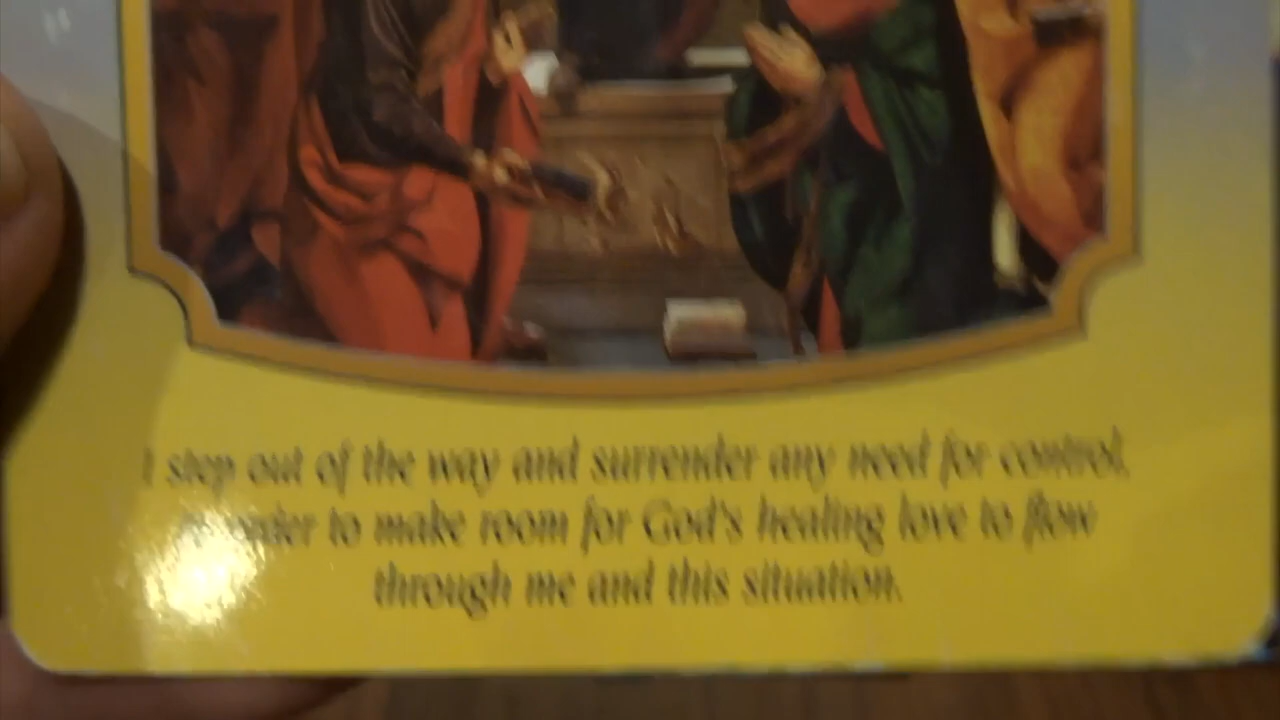 I step out of the way and surrender any need for control,
order to make room for God's healing love to flow
through me and this situation.